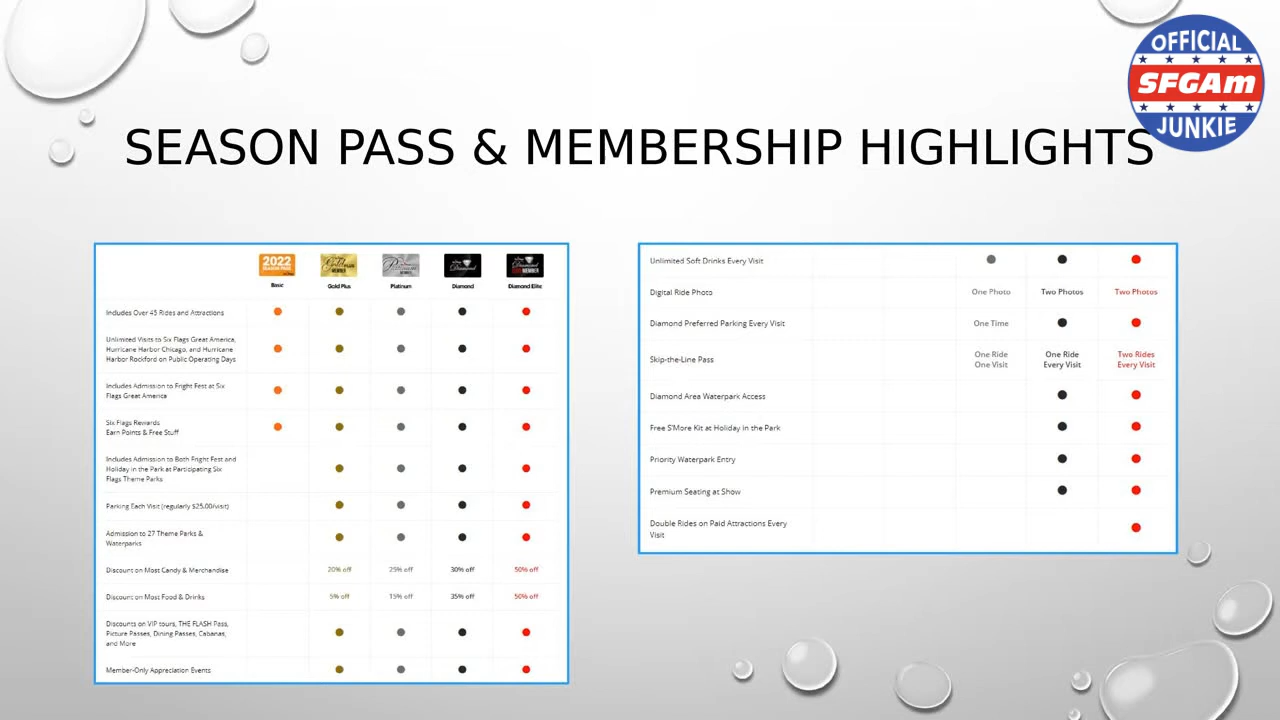 OFFICIAL
SFGAm
JUNKIE
SEASON PASS & MEMBERSHIP HIGHLIGHTS
2022
SEASON PASS
Gold Plus
MEMBER
Platinum
MEMBER
Diamond
Diamond
MEMBER
Basic
Gold Plus
Platinum
Diamond
Diamond Elite
Includes Over 45 Rides and Attractions
Unlimited Visits to Six Flags Great America,
Hurricane Harbor Chicago, and Hurricane
Harbor Rockford on Public Operating Days
Includes Admission to Fright Fest at Six
Flags Great America
Six Flags Rewards
Earn Points & Free Stuff
Includes Admission to Both Fright Fest and
Holiday in the Park at Participating Six
Flags Theme Parks
Parking Each Visit (regularly $25.00/visit)
Admission to 27 Theme Parks &
Waterparks
Discount on Most Candy & Merchandise 20% off 25% off 30% off 50% off
Discount on Most Food & Drinks 5% off 15% off 35% off 50% off
Discounts on VIP tours, THE FLASH Pass,
Picture Passes, Dining Passes, Cabanas,
and More
Member-Only Appreciation Events
Unlimited Soft Drinks Every Visit
Digital Ride Photo One Photo Two Photos Two Photos
Diamond Preferred Parking Every Visit One Time
Skip-the-Line Pass
One Ride One Ride Two Rides
One Visit Every Visit Every Visit
Diamond Area Waterpark Access
Free S'More Kit at Holiday in the Park
Priority Waterpark Entry
Premium Seating at Show
Double Rides on Paid Attractions Every
Visit